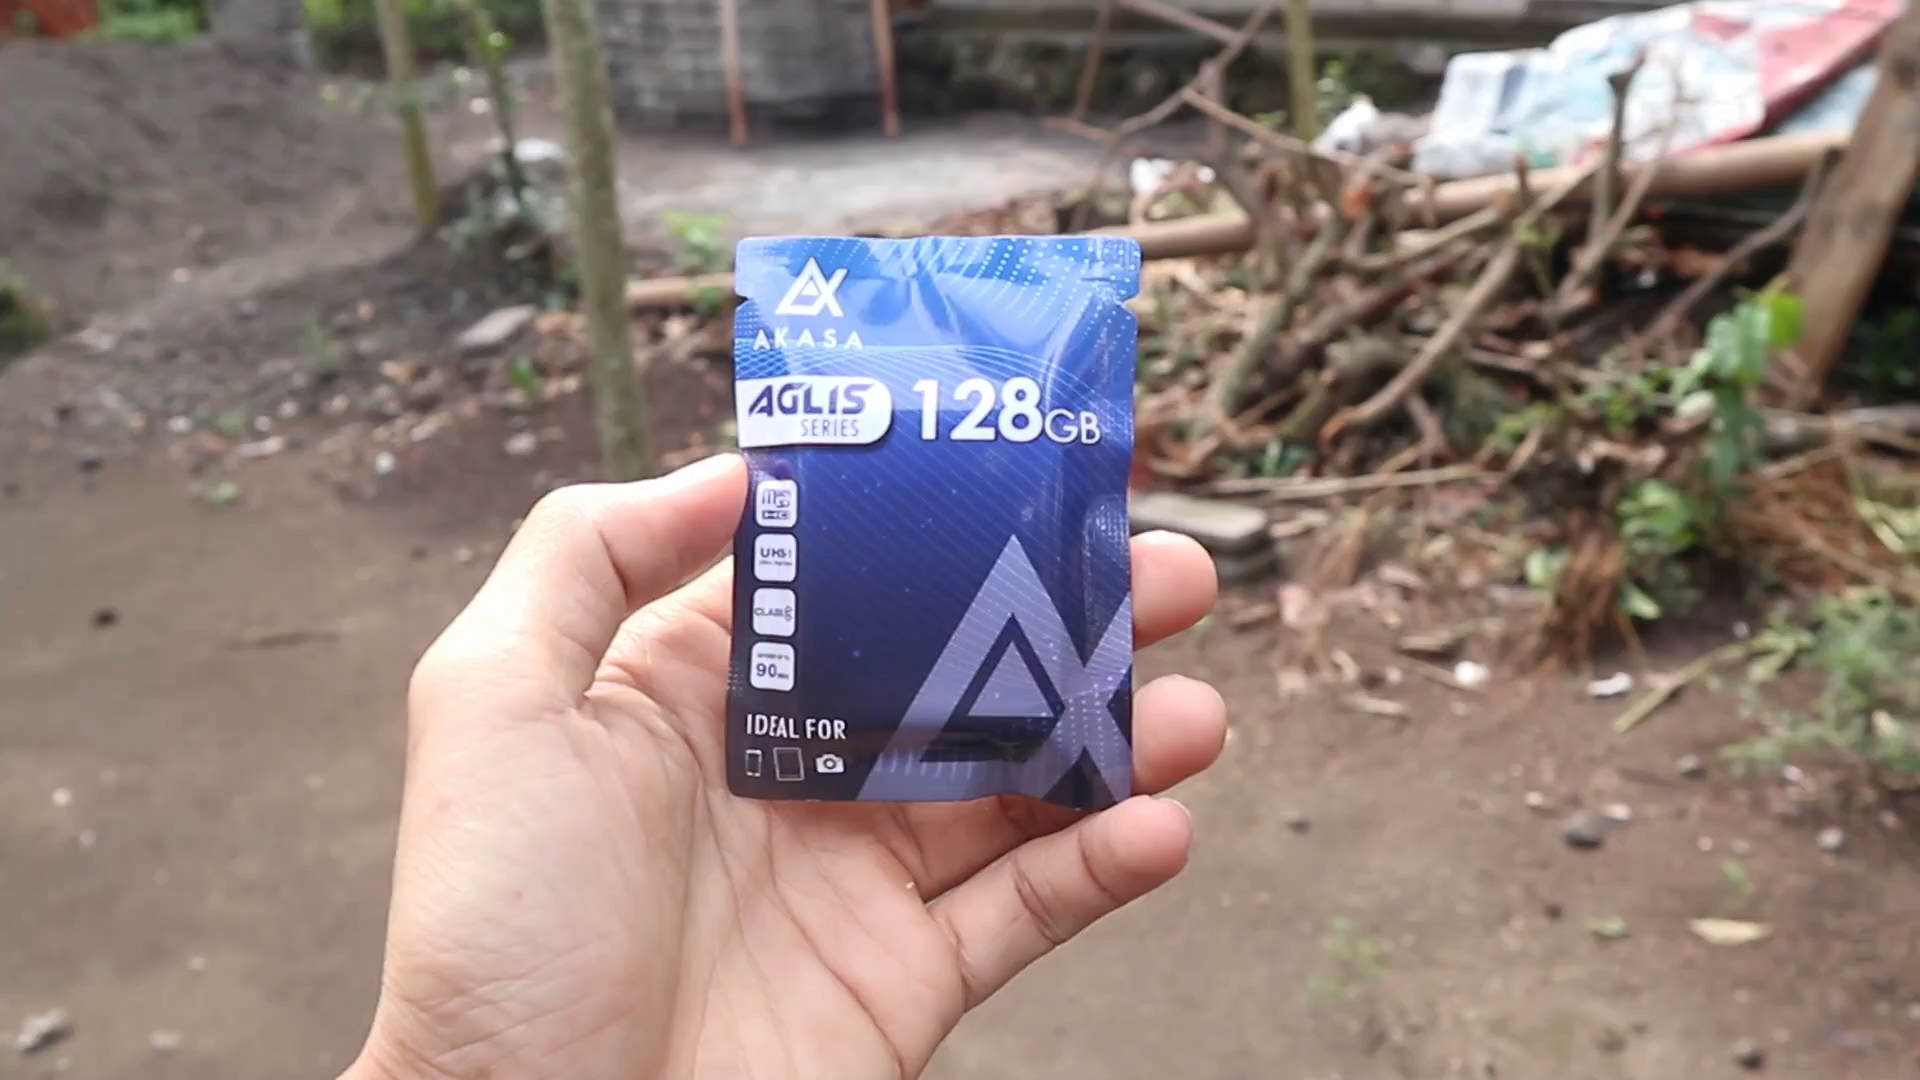 AKASA
AGLIS
SERIES
128GB
UHS-I
CLASS
90
IDEAL FOR